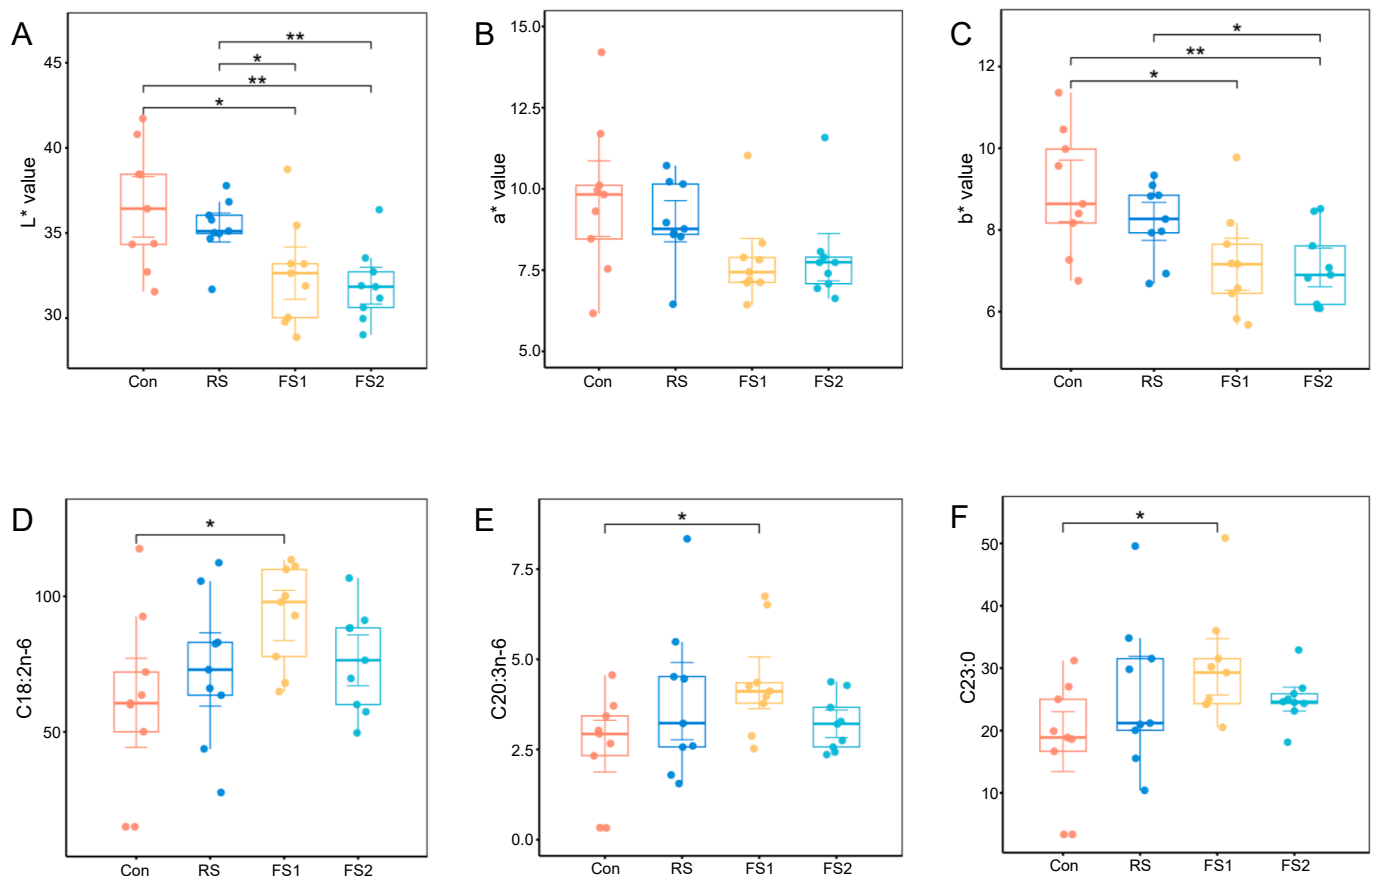 A
L* value
45
40
35
30
**
*
**
*
Con RS FS1 FS2
B
a* value
15.0
12.5
10.0
7.5
5.0
Con RS FS1 FS2
C
b* value
12
10
8
6
*
**
*
Con RS FS1 FS2
D
C18:2n-6
100
50
*
Con RS FS1 FS2
E
C20:3n-6
7.5
5.0
2.5
0.0
*
Con RS FS1 FS2
F
C23:0
50
40
30
20
10
*
Con RS FS1 FS2